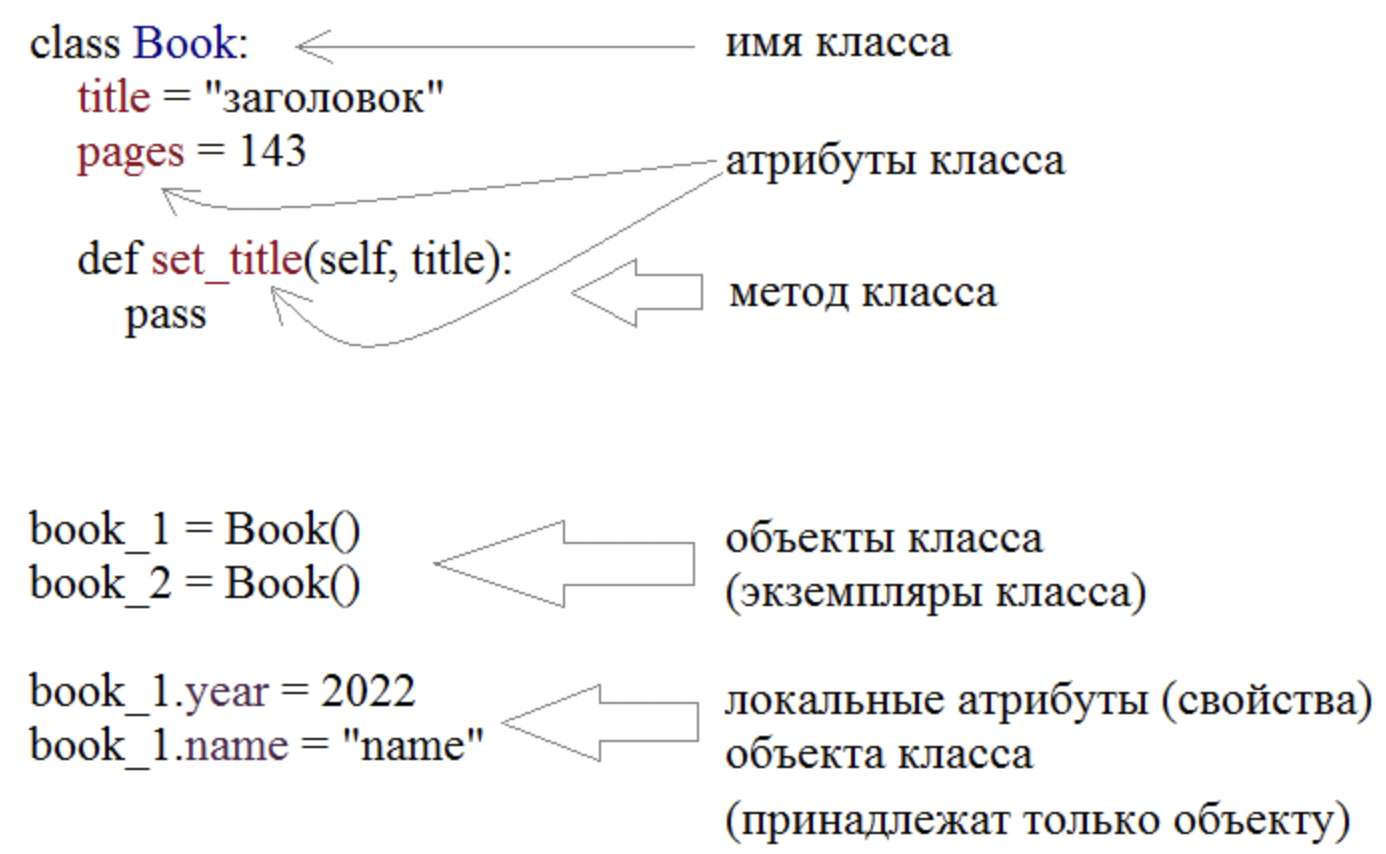 class Book:
имя класса
title = "заголовок"
pages = 143
атрибуты класса
def set_title(self, title):
pass
метод класса
book_1 = Book()
book_2 = Book()
объекты класса
(экземпляры класса)
book_1.year = 2022
book_1.name = "name"
локальные атрибуты (свойства)
объекта класса
(принадлежат только объекту)